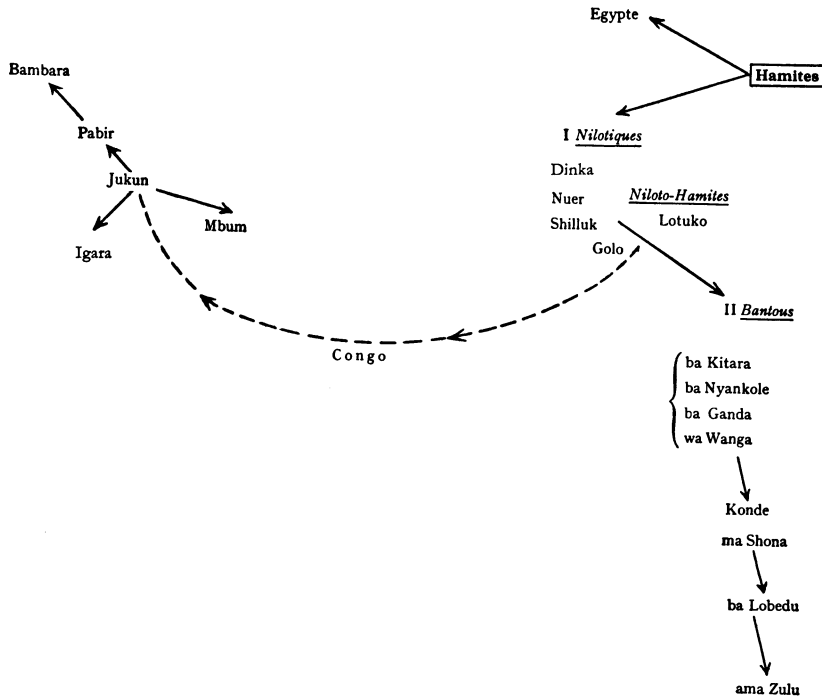 Egypte
Hamites
Bambara
Pabir
Jukun
Mbum
Igara
I Nilotiques
Dinka
Nuer
Shilluk
Golo
Niloto-Hamites
Lotuko
Congo
II Bantous
ba Kitara
ba Nyankole
ba Ganda
wa Wanga
Konde
ma Shona
ba Lobedu
ama Zulu